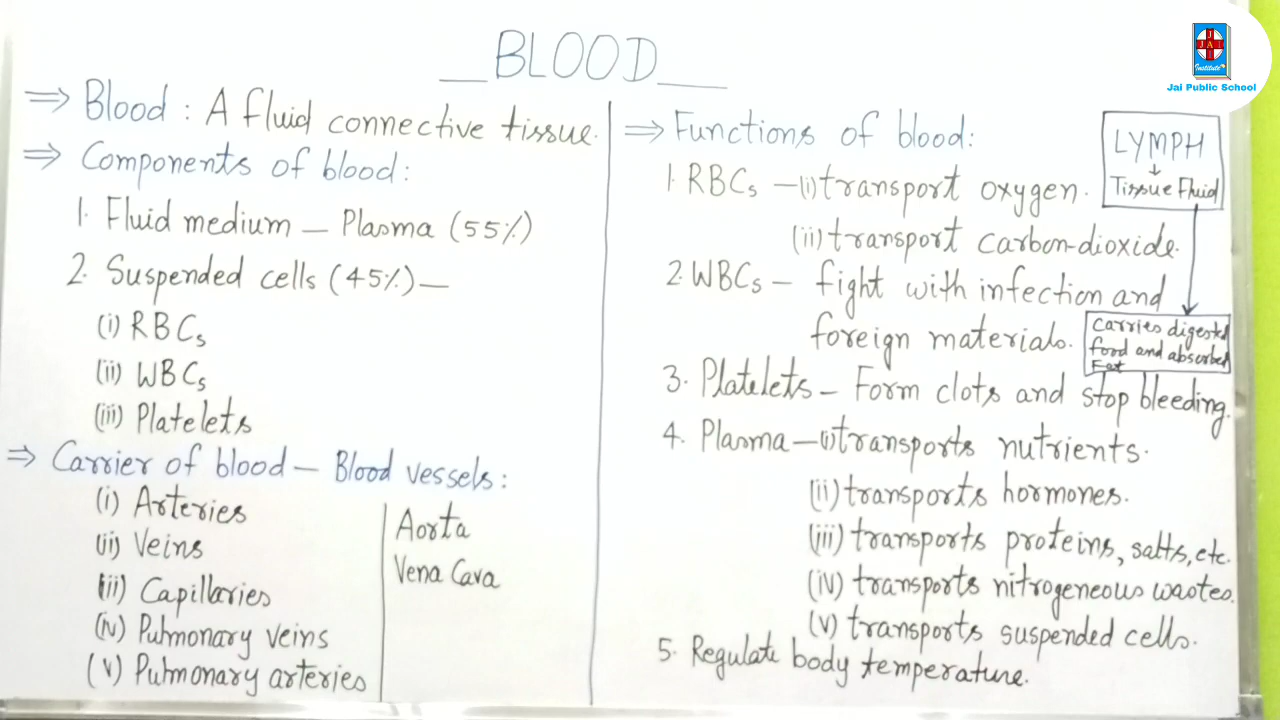 BLOOD
⇒ Blood : A fluid connective tissue.
⇒ Components of blood :
1. Fluid medium – Plasma (55%)
2. Suspended cells (45%) –
(i) RBCs
(ii) WBCs
(iii) Platelets
⇒ Carrier of blood – Blood vessels :
(i) Arteries
(ii) Veins
(iii) Capillaries
(iv) Pulmonary veins
(v) Pulmonary arteries
Aorta
Vena Cava
⇒ Functions of blood :
1. RBCs – (i) transport oxygen.
(ii) transport carbon-dioxide.
2. WBCs – fight with infection and
foreign materials.
3. Platelets – Form clots and stop bleeding.
4. Plasma – (i) transports nutrients.
(ii) transports hormones.
(iii) transports proteins, salts, etc.
(iv) transports nitrogeneous wastes.
(v) transports suspended cells.
5. Regulate body temperature.
LYMPH
↓
Tissue Fluid
Carries digested
food and absorbed
Fat
JAI
Institute
Jai Public School